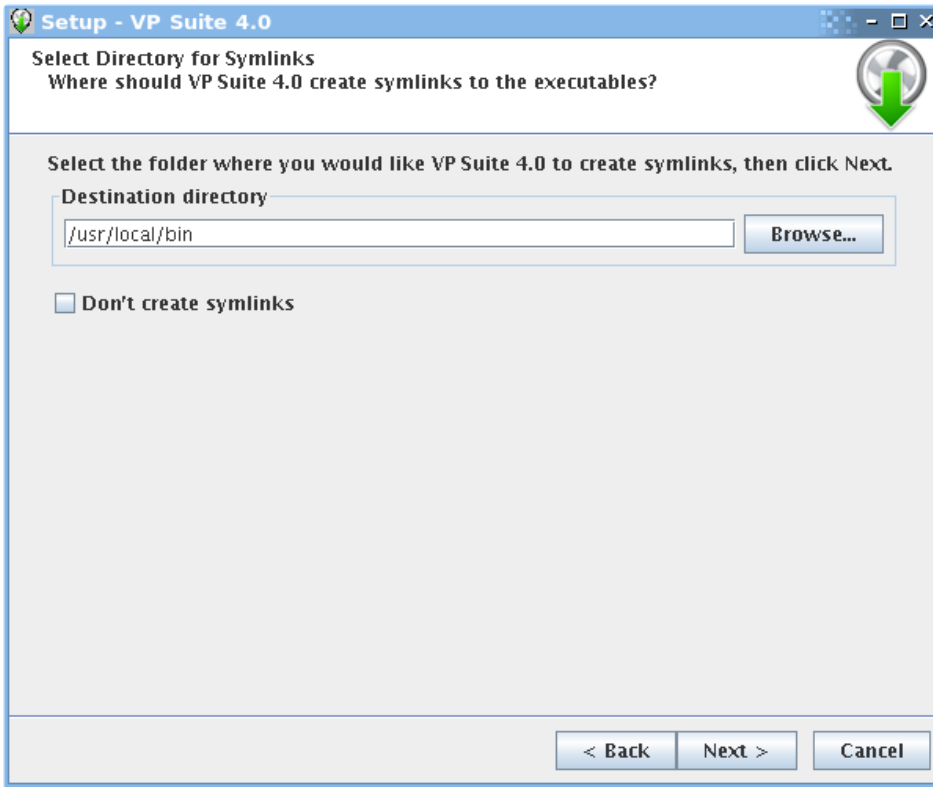 Setup - VP Suite 4.0
Select Directory for Symlinks
Where should VP Suite 4.0 create symlinks to the executables?
Select the folder where you would like VP Suite 4.0 to create symlinks, then click Next.
Destination directory
/usr/local/bin
Browse...
Don't create symlinks
< Back
Next >
Cancel